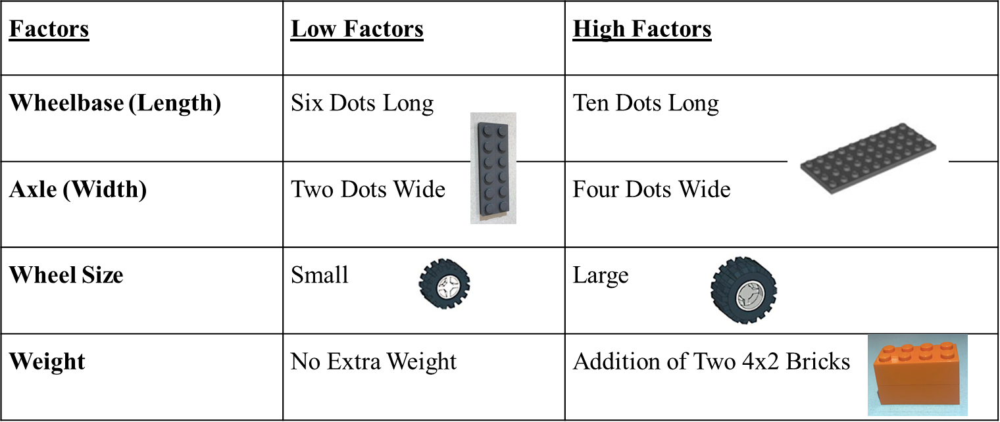 Factors Low Factors High Factors
Wheelbase (Length) Six Dots Long Ten Dots Long
Axle (Width) Two Dots Wide Four Dots Wide
Wheel Size Small Large
Weight No Extra Weight Addition of Two 4x2 Bricks